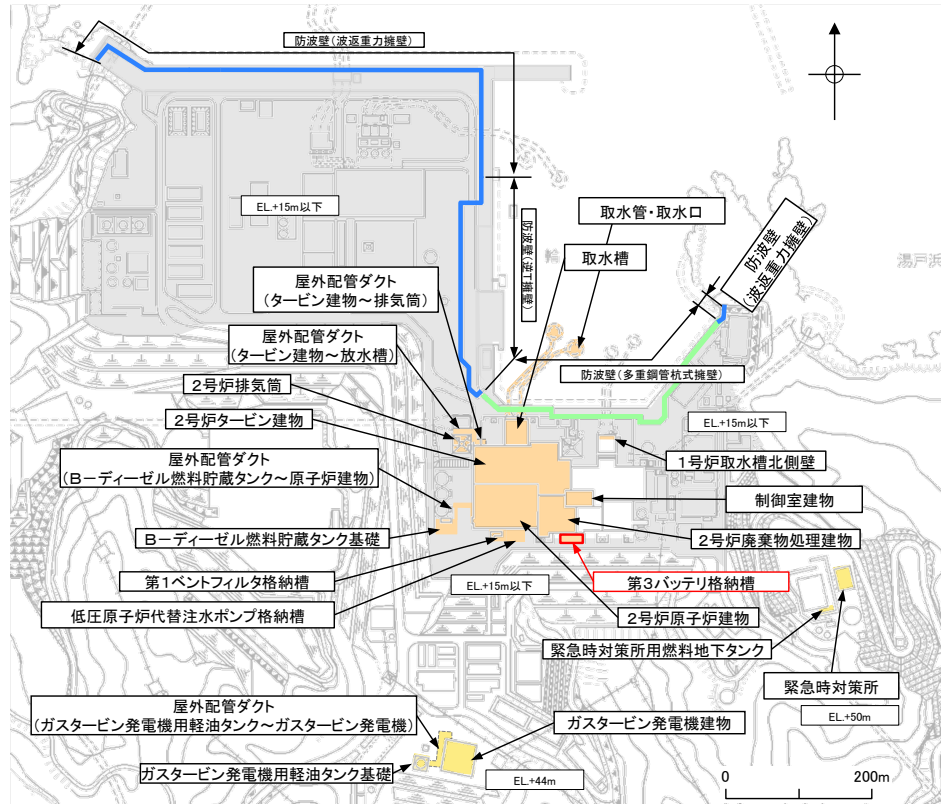 防波壁(波返重力擁壁)
EL.+15m以下
防波壁(逆T擁壁)
取水管・取水口
輪
取水槽
防波壁
(波返重力擁壁)
湯戸浜
屋外配管ダクト
(タービン建物～排気筒)
屋外配管ダクト
(タービン建物～放水槽)
防波壁(多重鋼管杭式擁壁)
2号炉排気筒
2号炉タービン建物
EL.+15m以下
屋外配管ダクト
(B－ディーゼル燃料貯蔵タンク～原子炉建物)
1号炉取水槽北側壁
制御室建物
B－ディーゼル燃料貯蔵タンク基礎
2号炉廃棄物処理建物
第1ベントフィルタ格納槽
EL.+15m以下
第3バッテリ格納槽
低圧原子炉代替注水ポンプ格納槽
2号炉原子炉建物
緊急時対策所用燃料地下タンク
緊急時対策所
EL.+50m
屋外配管ダクト
(ガスタービン発電機用軽油タンク～ガスタービン発電機)
ガスタービン発電機建物
ガスタービン発電機用軽油タンク基礎
EL.+44m
0
200m